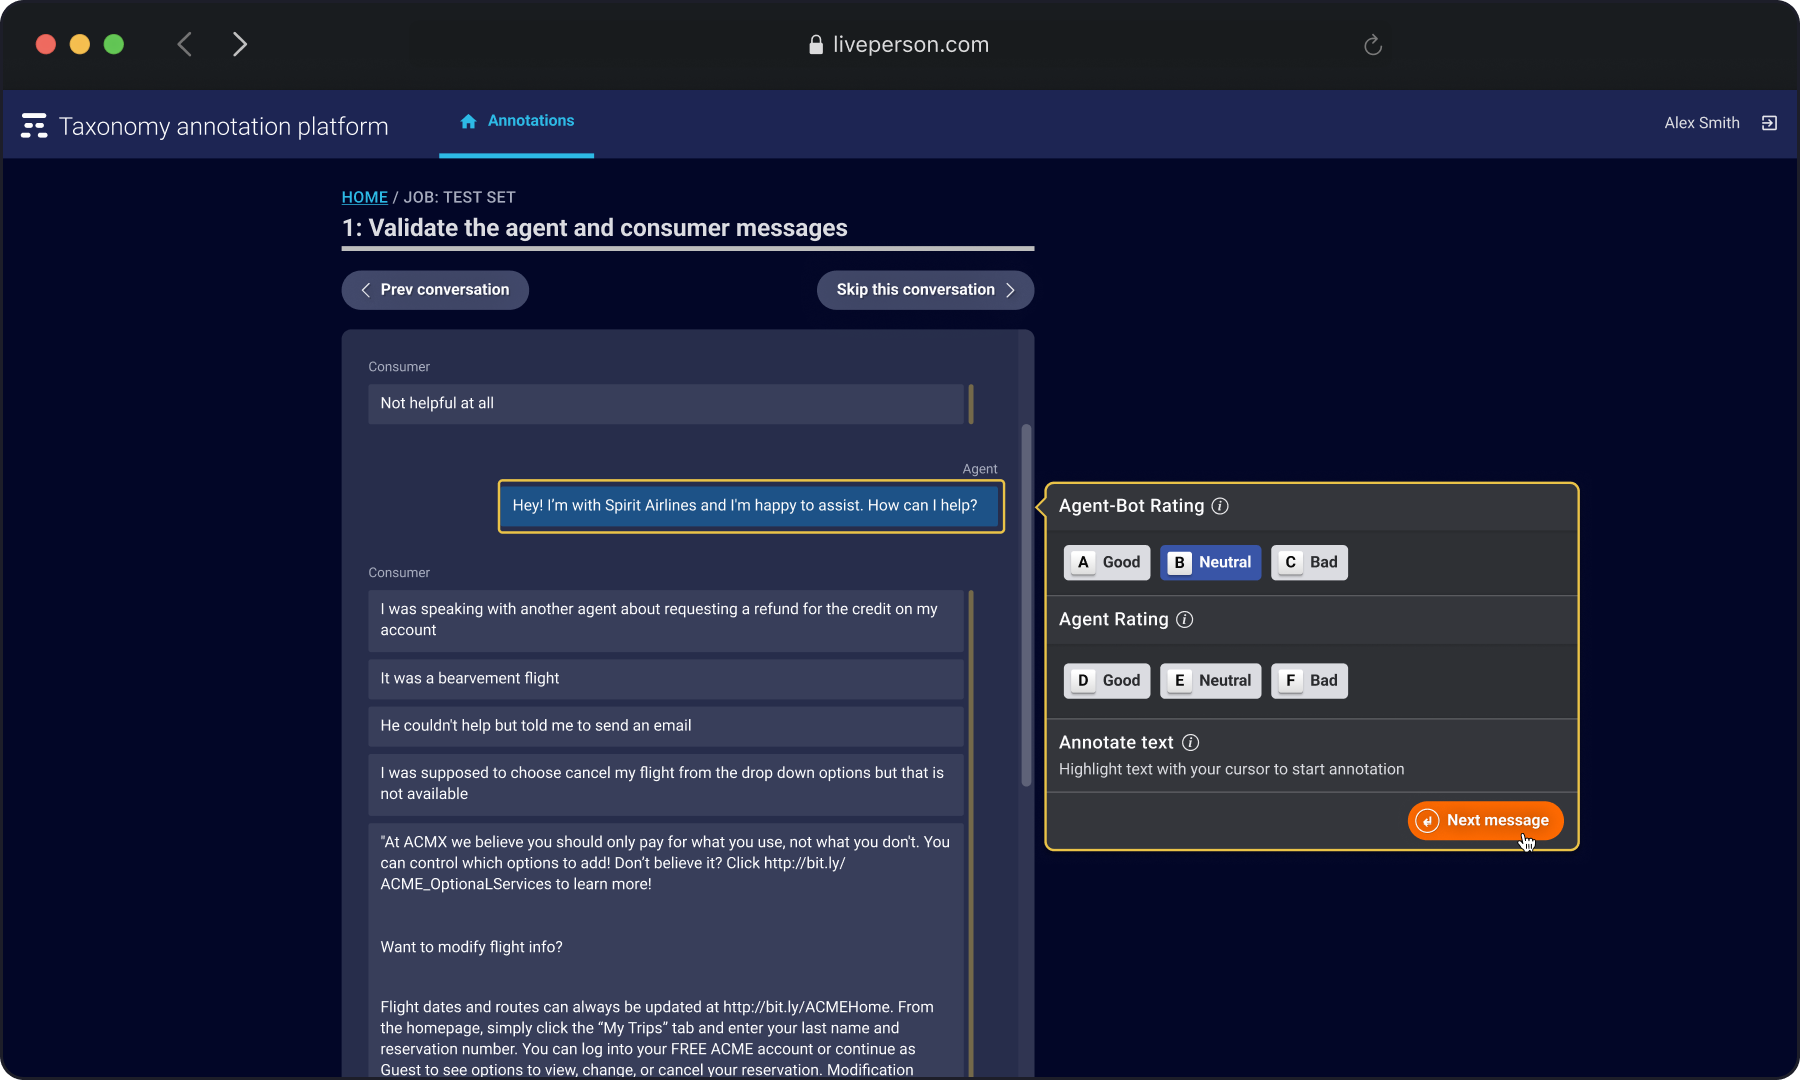 liveperson.com
Taxonomy annotation platform
Annotations
Alex Smith
HOME / JOB: TEST SET
1: Validate the agent and consumer messages
Prev conversation
Skip this conversation
Consumer
Not helpful at all
Agent
Hey! I’m with Spirit Airlines and I'm happy to assist. How can I help?
Consumer
I was speaking with another agent about requesting a refund for the credit on my
account
It was a bearvement flight
He couldn't help but told me to send an email
I was supposed to choose cancel my flight from the drop down options but that is
not available
"At ACMX we believe you should only pay for what you use, not what you don't. You
can control which options to add! Don’t believe it? Click http://bit.ly/
ACME_OptionaLServices to learn more!
Want to modify flight info?
Flight dates and routes can always be updated at http://bit.ly/ACMEHome. From
the homepage, simply click the “My Trips” tab and enter your last name and
reservation number. You can log into your FREE ACME account or continue as
Guest to see options to view, change, or cancel your reservation. Modification
Agent-Bot Rating
A Good B Neutral C Bad
Agent Rating
D Good E Neutral F Bad
Annotate text
Highlight text with your cursor to start annotation
Next message